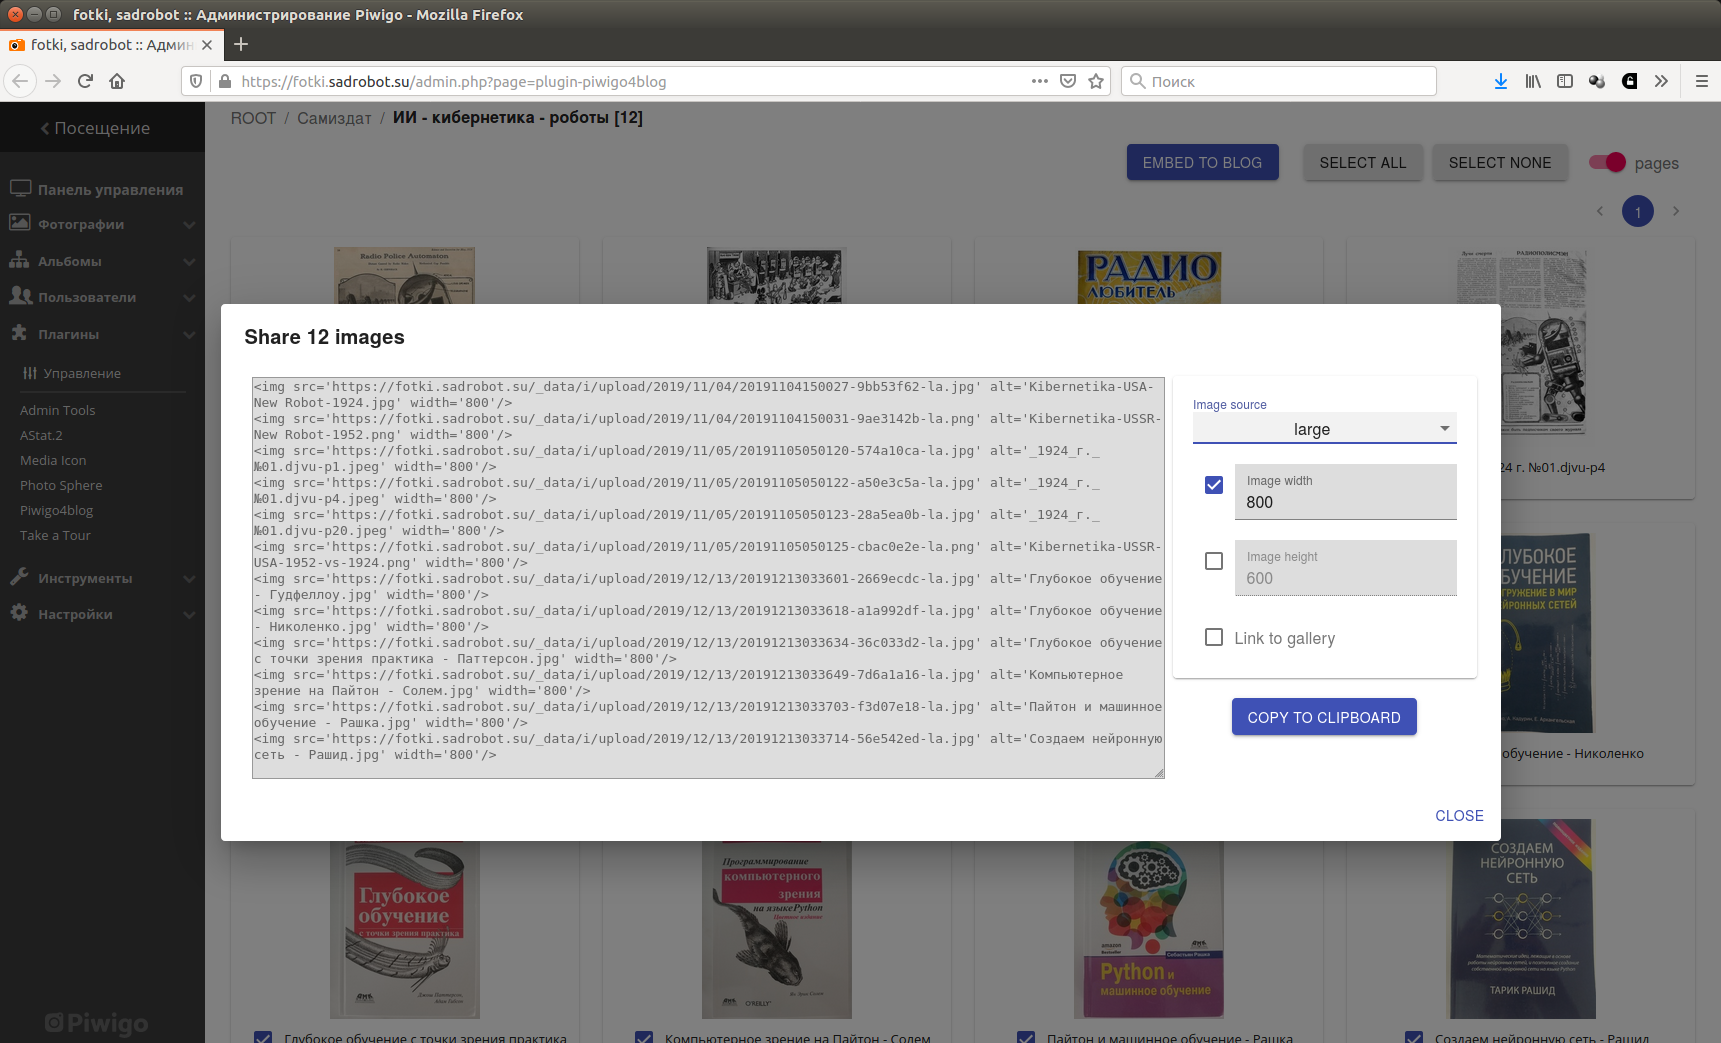 fotki, sadrobot :: Администрирование Piwigo - Mozilla Firefox
fotki, sadrobot :: Админ
https://fotki.sadrobot.su/admin.php?page=plugin-piwigo4blog
Поиск
Посещение
Панель управления
Фотографии
Альбомы
Пользователи
Плагины
Управление
Admin Tools
AStat.2
Media Icon
Photo Sphere
Piwigo4blog
Take a Tour
Инструменты
Настройки
Piwigo
ROOT / Самиздат / ИИ - кибернетика - роботы [12]
EMBED TO BLOG
SELECT ALL
SELECT NONE
pages
1
Radio Police Automaton
РАДИО
ЛЮБИТЕЛЬ
РАДИОПОЛИСМЭН
Share 12 images
<img src='https://fotki.sadrobot.su/_data/i/upload/2019/11/04/20191104150027-9bb53f62-la.jpg' alt='Kibernetika-USA-
New Robot-1924.jpg' width='800'/>
<img src='https://fotki.sadrobot.su/_data/i/upload/2019/11/04/20191104150031-9ae3142b-la.png' alt='Kibernetika-USSR-
New Robot-1952.png' width='800'/>
<img src='https://fotki.sadrobot.su/_data/i/upload/2019/11/05/20191105050120-574a10ca-la.jpg' alt='_1924_г._
№01.djvu-p1.jpeg' width='800'/>
<img src='https://fotki.sadrobot.su/_data/i/upload/2019/11/05/20191105050122-a50e3c5a-la.jpg' alt='_1924_г._
№01.djvu-p4.jpeg' width='800'/>
<img src='https://fotki.sadrobot.su/_data/i/upload/2019/11/05/20191105050123-28a5ea0b-la.jpg' alt='_1924_г._
№01.djvu-p20.jpeg' width='800'/>
<img src='https://fotki.sadrobot.su/_data/i/upload/2019/11/05/20191105050125-cbac0e2e-la.png' alt='Kibernetika-USSR-
USA-1952-vs-1924.png' width='800'/>
<img src='https://fotki.sadrobot.su/_data/i/upload/2019/12/13/20191213033601-2669ecdc-la.jpg' alt='Глубокое обучение
- Гудфеллоу.jpg' width='800'/>
<img src='https://fotki.sadrobot.su/_data/i/upload/2019/12/13/20191213033618-a1a992df-la.jpg' alt='Глубокое обучение
- Николенко.jpg' width='800'/>
<img src='https://fotki.sadrobot.su/_data/i/upload/2019/12/13/20191213033634-36c033d2-la.jpg' alt='Глубокое обучение
с точки зрения практика - Паттерсон.jpg' width='800'/>
<img src='https://fotki.sadrobot.su/_data/i/upload/2019/12/13/20191213033649-7d6a1a16-la.jpg' alt='Компьютерное
зрение на Пайтон - Солем.jpg' width='800'/>
<img src='https://fotki.sadrobot.su/_data/i/upload/2019/12/13/20191213033703-f3d07e18-la.jpg' alt='Пайтон и машинное
обучение - Рашка.jpg' width='800'/>
<img src='https://fotki.sadrobot.su/_data/i/upload/2019/12/13/20191213033714-56e542ed-la.jpg' alt='Создаем нейронную
сеть - Рашид.jpg' width='800'/>
Image source
large
Image width
800
Image height
600
Link to gallery
COPY TO CLIPBOARD
CLOSE
24 г. №01.djvu-p4
ЛУБОКОЕ
БУЧЕНИЕ
ГРУЖЕНИЕ В МИР
ЙРОННЫХ СЕТЕЙ
обучение - Николенко
Глубокое
обучение
с точки зрения практика
Программирование
компьютерного
зрения
на языке Python
Цветное издание
O'REILLY
Себастьян Рашка
Python и
машинное обучение
СОЗДАЕМ
НЕЙРОННУЮ
СЕТЬ
ТАРИК РАШИД
Глубокое обучение с точки зрения практика
Компьютерное зрение на Пайтон - Солем
Пайтон и машинное обучение - Рашка
Создаем нейронную сеть - Рашид